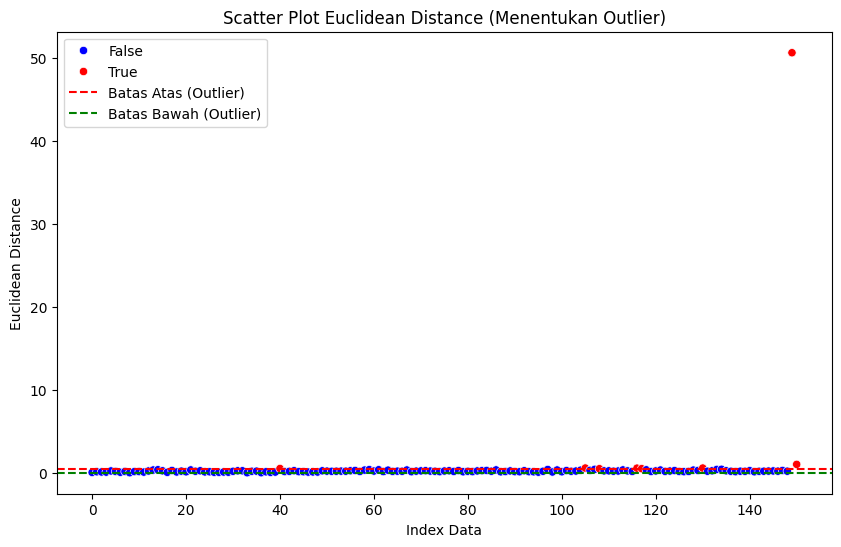 Scatter Plot Euclidean Distance (Menentukan Outlier)
False
True
Batas Atas (Outlier)
Batas Bawah (Outlier)
Euclidean Distance
50
40
30
20
10
0
0 20 40 60 80 100 120 140
Index Data